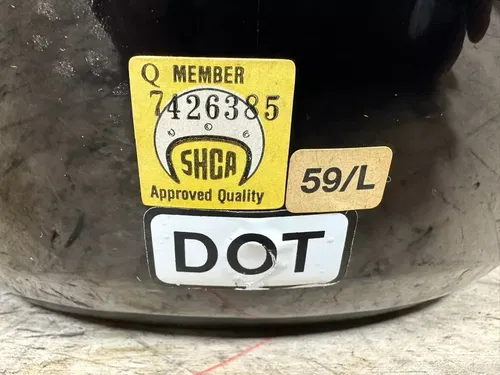 Q MEMBER
7426385
SHCA
Approved Quality
59/L
DOT